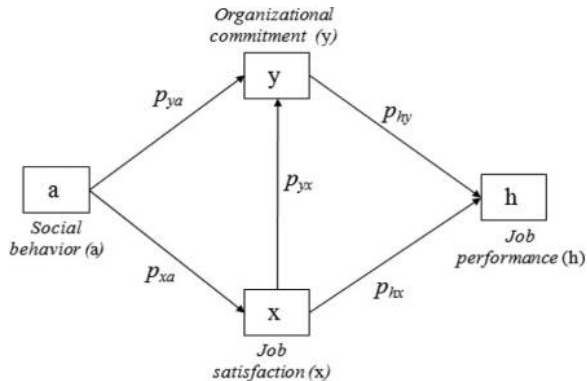 Organizational
commitment (y)
y
p_ya
p_hy
a
p_yx
h
Social
behavior (a)
Job
performance (h)
p_xa
p_hx
x
Job
satisfaction (x)